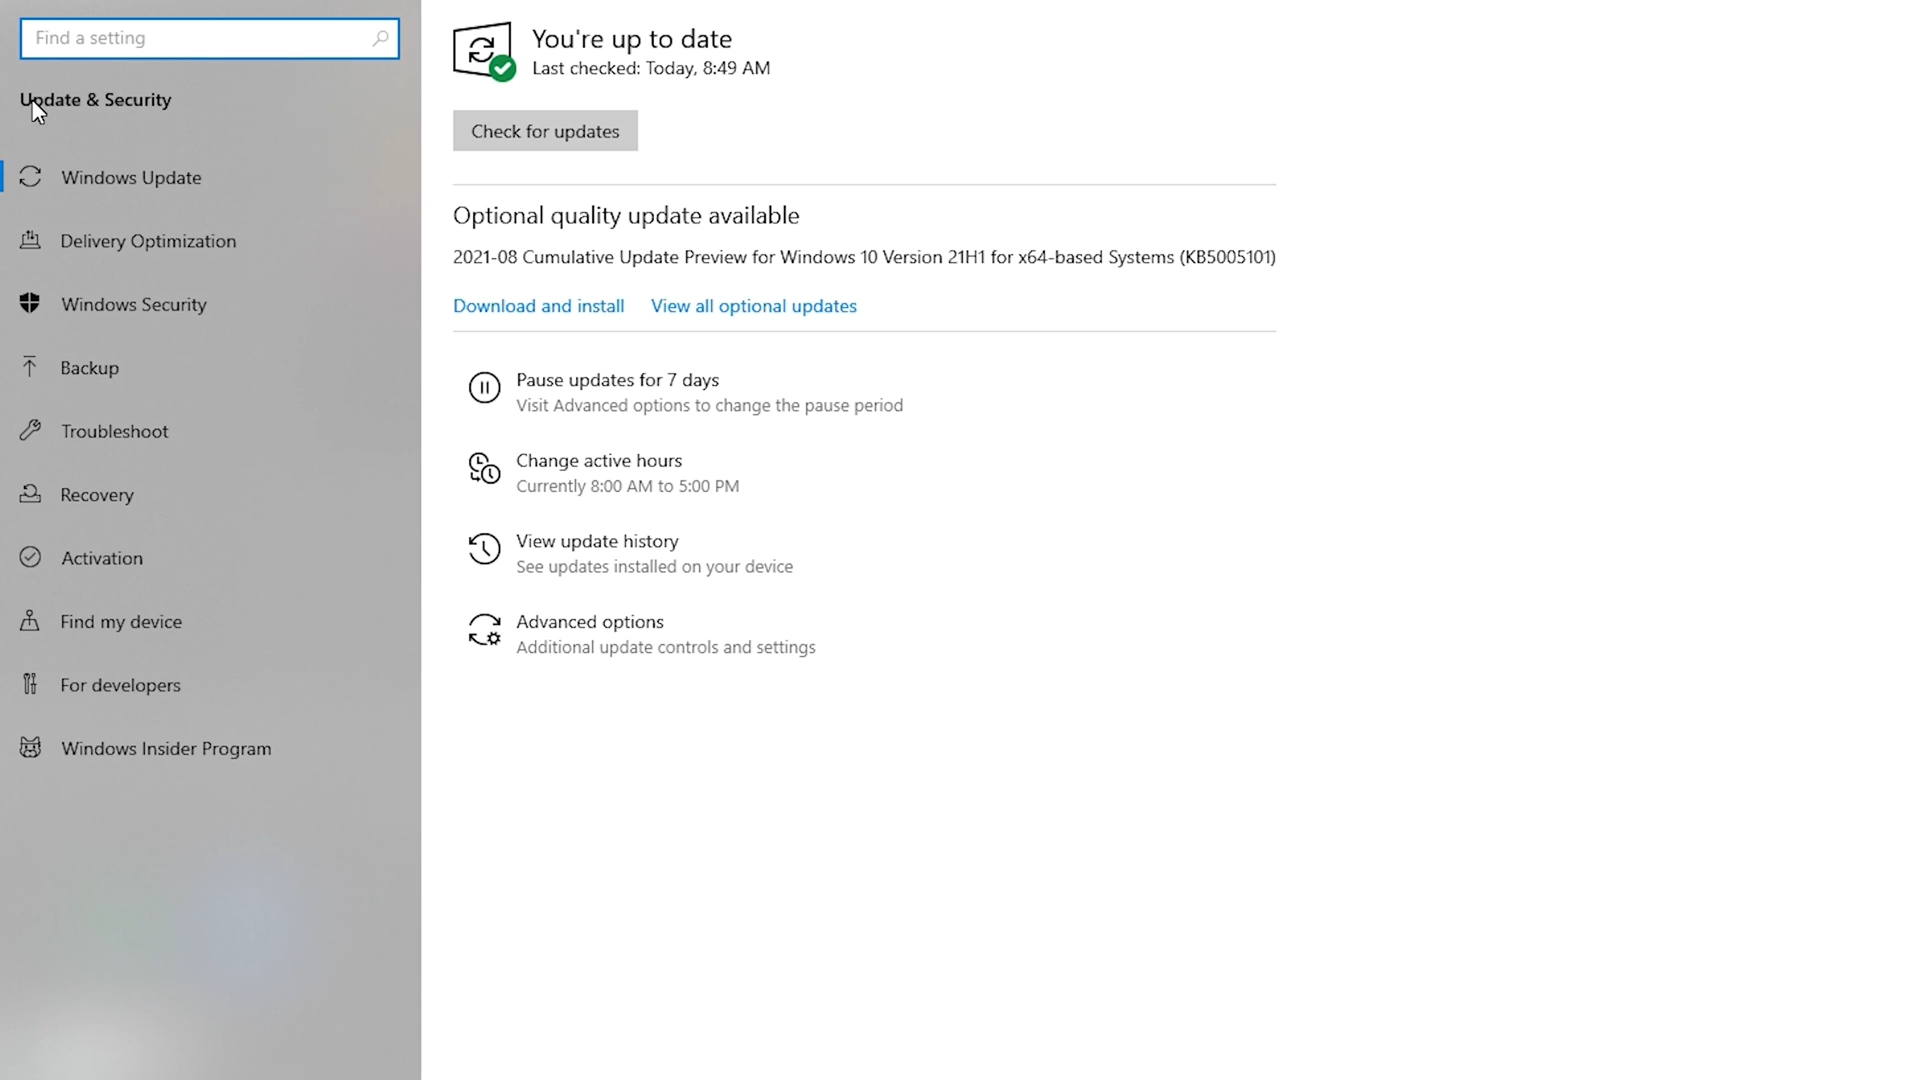 Find a setting
Update & Security
Windows Update
Delivery Optimization
Windows Security
Backup
Troubleshoot
Recovery
Activation
Find my device
For developers
Windows Insider Program
You're up to date
Last checked: Today, 8:49 AM
Check for updates
Optional quality update available
2021-08 Cumulative Update Preview for Windows 10 Version 21H1 for x64-based Systems (KB5005101)
Download and install View all optional updates
Pause updates for 7 days
Visit Advanced options to change the pause period
Change active hours
Currently 8:00 AM to 5:00 PM
View update history
See updates installed on your device
Advanced options
Additional update controls and settings